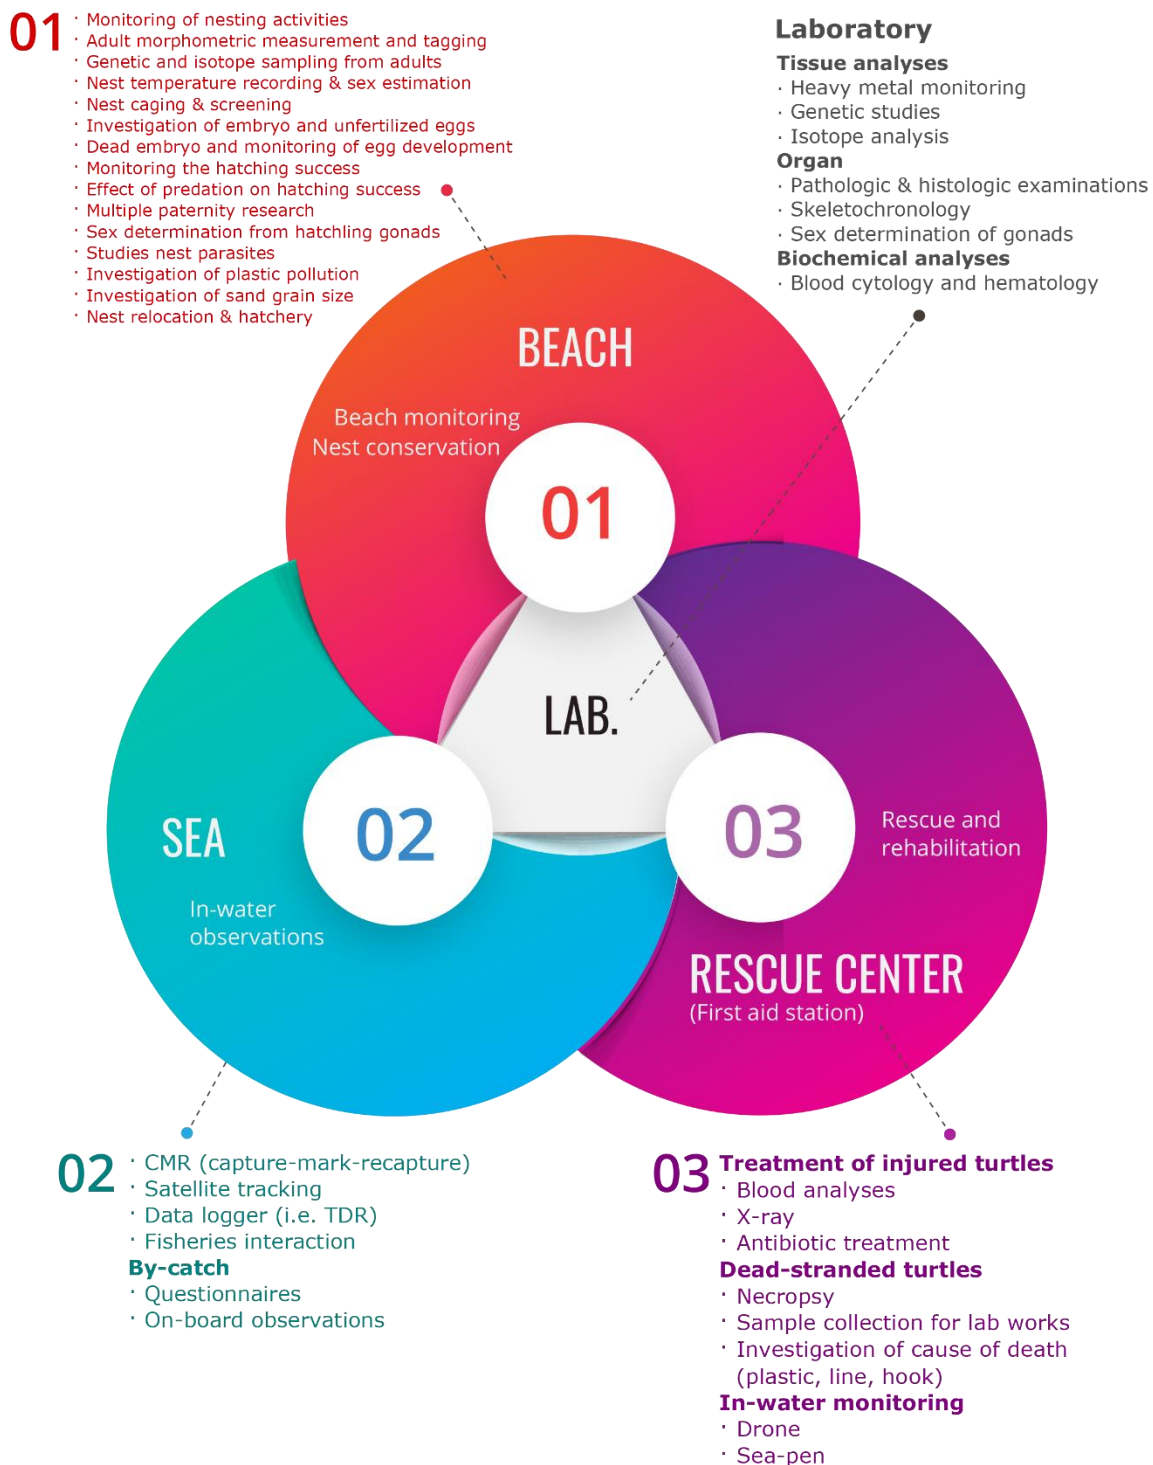 01
· Monitoring of nesting activities
· Adult morphometric measurement and tagging
· Genetic and isotope sampling from adults
· Nest temperature recording & sex estimation
· Nest caging & screening
· Investigation of embryo and unfertilized eggs
· Dead embryo and monitoring of egg development
· Monitoring the hatching success
· Effect of predation on hatching success
· Multiple paternity research
· Sex determination from hatchling gonads
· Studies nest parasites
· Investigation of plastic pollution
· Investigation of sand grain size
· Nest relocation & hatchery
Laboratory
Tissue analyses
· Heavy metal monitoring
· Genetic studies
· Isotope analysis
Organ
· Pathologic & histologic examinations
· Skeletochronology
· Sex determination of gonads
Biochemical analyses
· Blood cytology and hematology
BEACH
Beach monitoring
Nest conservation
01
LAB.
SEA
02
In-water
observations
03
Rescue and
rehabilitation
RESCUE CENTER
(First aid station)
02
· CMR (capture-mark-recapture)
· Satellite tracking
· Data logger (i.e. TDR)
· Fisheries interaction
By-catch
· Questionnaires
· On-board observations
03
Treatment of injured turtles
· Blood analyses
· X-ray
· Antibiotic treatment
Dead-stranded turtles
· Necropsy
· Sample collection for lab works
· Investigation of cause of death
(plastic, line, hook)
In-water monitoring
· Drone
· Sea-pen